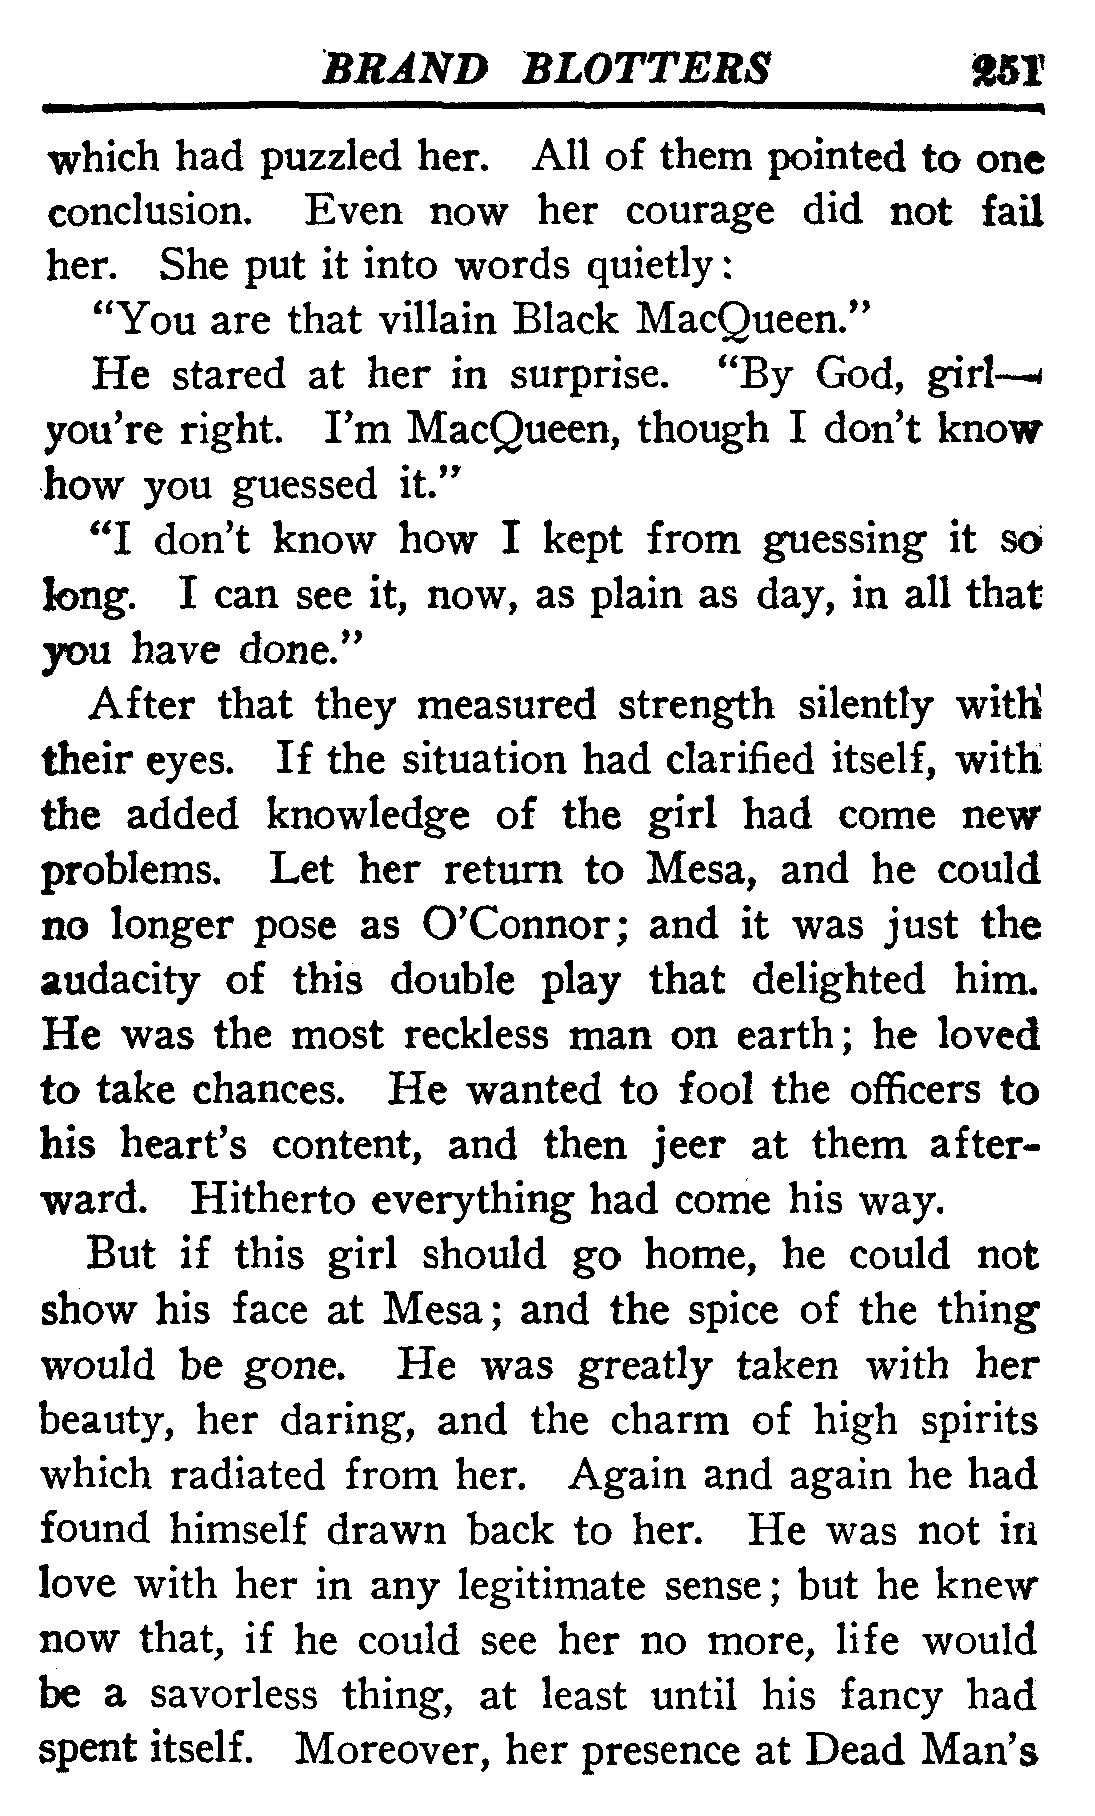 BRAND BLOTTERS 251
which had puzzled her. All of them pointed to one
conclusion. Even now her courage did not fail
her. She put it into words quietly:
"You are that villain Black MacQueen."
He stared at her in surprise. "By God, girl—
you're right. I'm MacQueen, though I don't know
how you guessed it."
"I don't know how I kept from guessing it so
long. I can see it, now, as plain as day, in all that
you have done."
After that they measured strength silently with
their eyes. If the situation had clarified itself, with
the added knowledge of the girl had come new
problems. Let her return to Mesa, and he could
no longer pose as O'Connor; and it was just the
audacity of this double play that delighted him.
He was the most reckless man on earth; he loved
to take chances. He wanted to fool the officers to
his heart's content, and then jeer at them after-
ward. Hitherto everything had come his way.
But if this girl should go home, he could not
show his face at Mesa; and the spice of the thing
would be gone. He was greatly taken with her
beauty, her daring, and the charm of high spirits
which radiated from her. Again and again he had
found himself drawn back to her. He was not in
love with her in any legitimate sense; but he knew
now that, if he could see her no more, life would
be a savorless thing, at least until his fancy had
spent itself. Moreover, her presence at Dead Man's